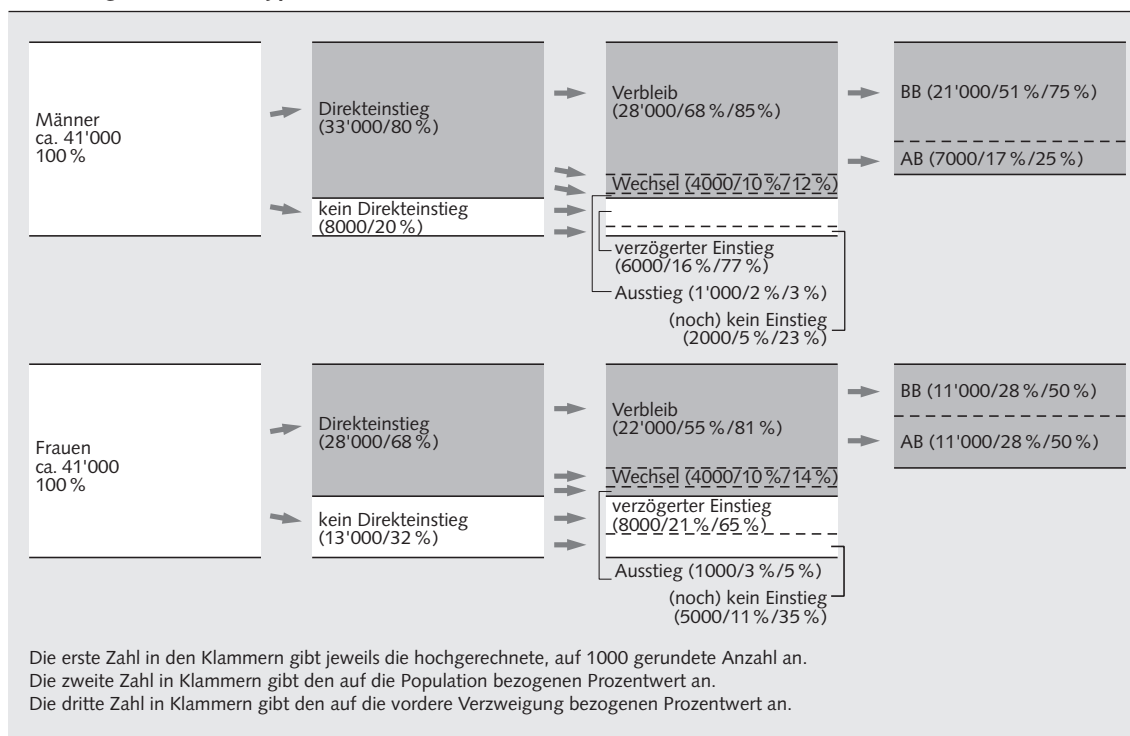 Männer
ca. 41'000
100 %
Direkteinstieg
(33'000/80 %)
kein Direkteinstieg
(8000/20 %)
Verbleib
(28'000/68 %/85 %)
Wechsel (4000/10 %/12 %)
verzögerter Einstieg
(6000/16 %/77 %)
Ausstieg (1'000/2 %/3 %)
(noch) kein Einstieg
(2000/5 %/23 %)
BB (21'000/51 %/75 %)
AB (7000/17 %/25 %)
Frauen
ca. 41'000
100 %
Direkteinstieg
(28'000/68 %)
kein Direkteinstieg
(13'000/32 %)
Verbleib
(22'000/55 %/81 %)
Wechsel (4000/10 %/14 %)
verzögerter Einstieg
(8000/21 %/65 %)
Ausstieg (1000/3 %/5 %)
(noch) kein Einstieg
(5000/11 %/35 %)
BB (11'000/28 %/50 %)
AB (11'000/28 %/50 %)
Die erste Zahl in den Klammern gibt jeweils die hochgerechnete, auf 1000 gerundete Anzahl an.
Die zweite Zahl in Klammern gibt den auf die Population bezogenen Prozentwert an.
Die dritte Zahl in Klammern gibt den auf die vordere Verzweigung bezogenen Prozentwert an.